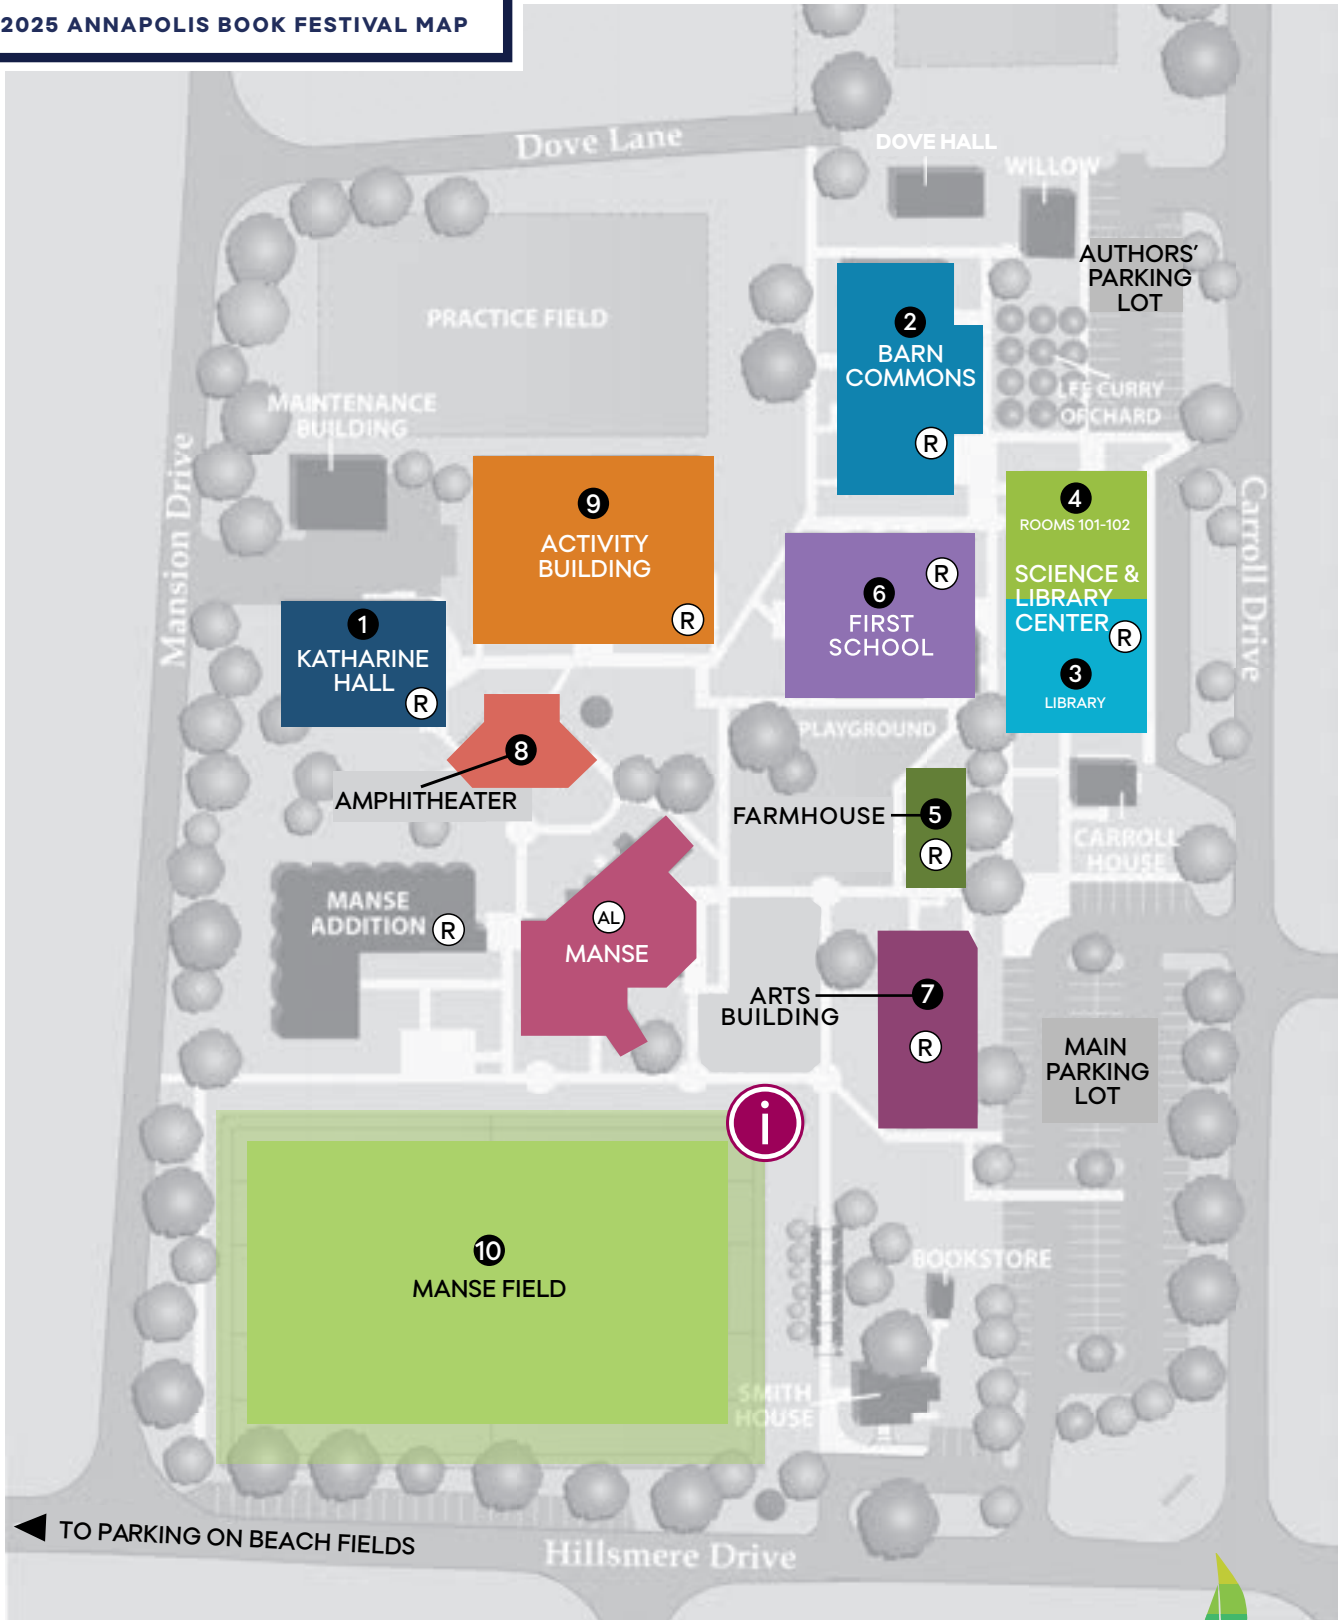 2025 ANNAPOLIS BOOK FESTIVAL MAP
Dove Lane
DOVE HALL
WILLOW
AUTHORS'
PARKING
LOT
PRACTICE FIELD
2
BARN
COMMONS
R
LEE CURRY
ORCHARD
MAINTENANCE
BUILDING
Mansion Drive
Carroll Drive
9
ACTIVITY
BUILDING
R
4
ROOMS 101-102
SCIENCE &
LIBRARY
CENTER
R
3
LIBRARY
6
FIRST
SCHOOL
R
1
KATHARINE
HALL
R
8
AMPHITHEATER
PLAYGROUND
FARMHOUSE
5
R
CARROLL
HOUSE
MANSE
ADDITION
R
AL
MANSE
ARTS
BUILDING
7
R
MAIN
PARKING
LOT
i
10
MANSE FIELD
BOOKSTORE
SMITH
HOUSE
TO PARKING ON BEACH FIELDS
Hillsmere Drive